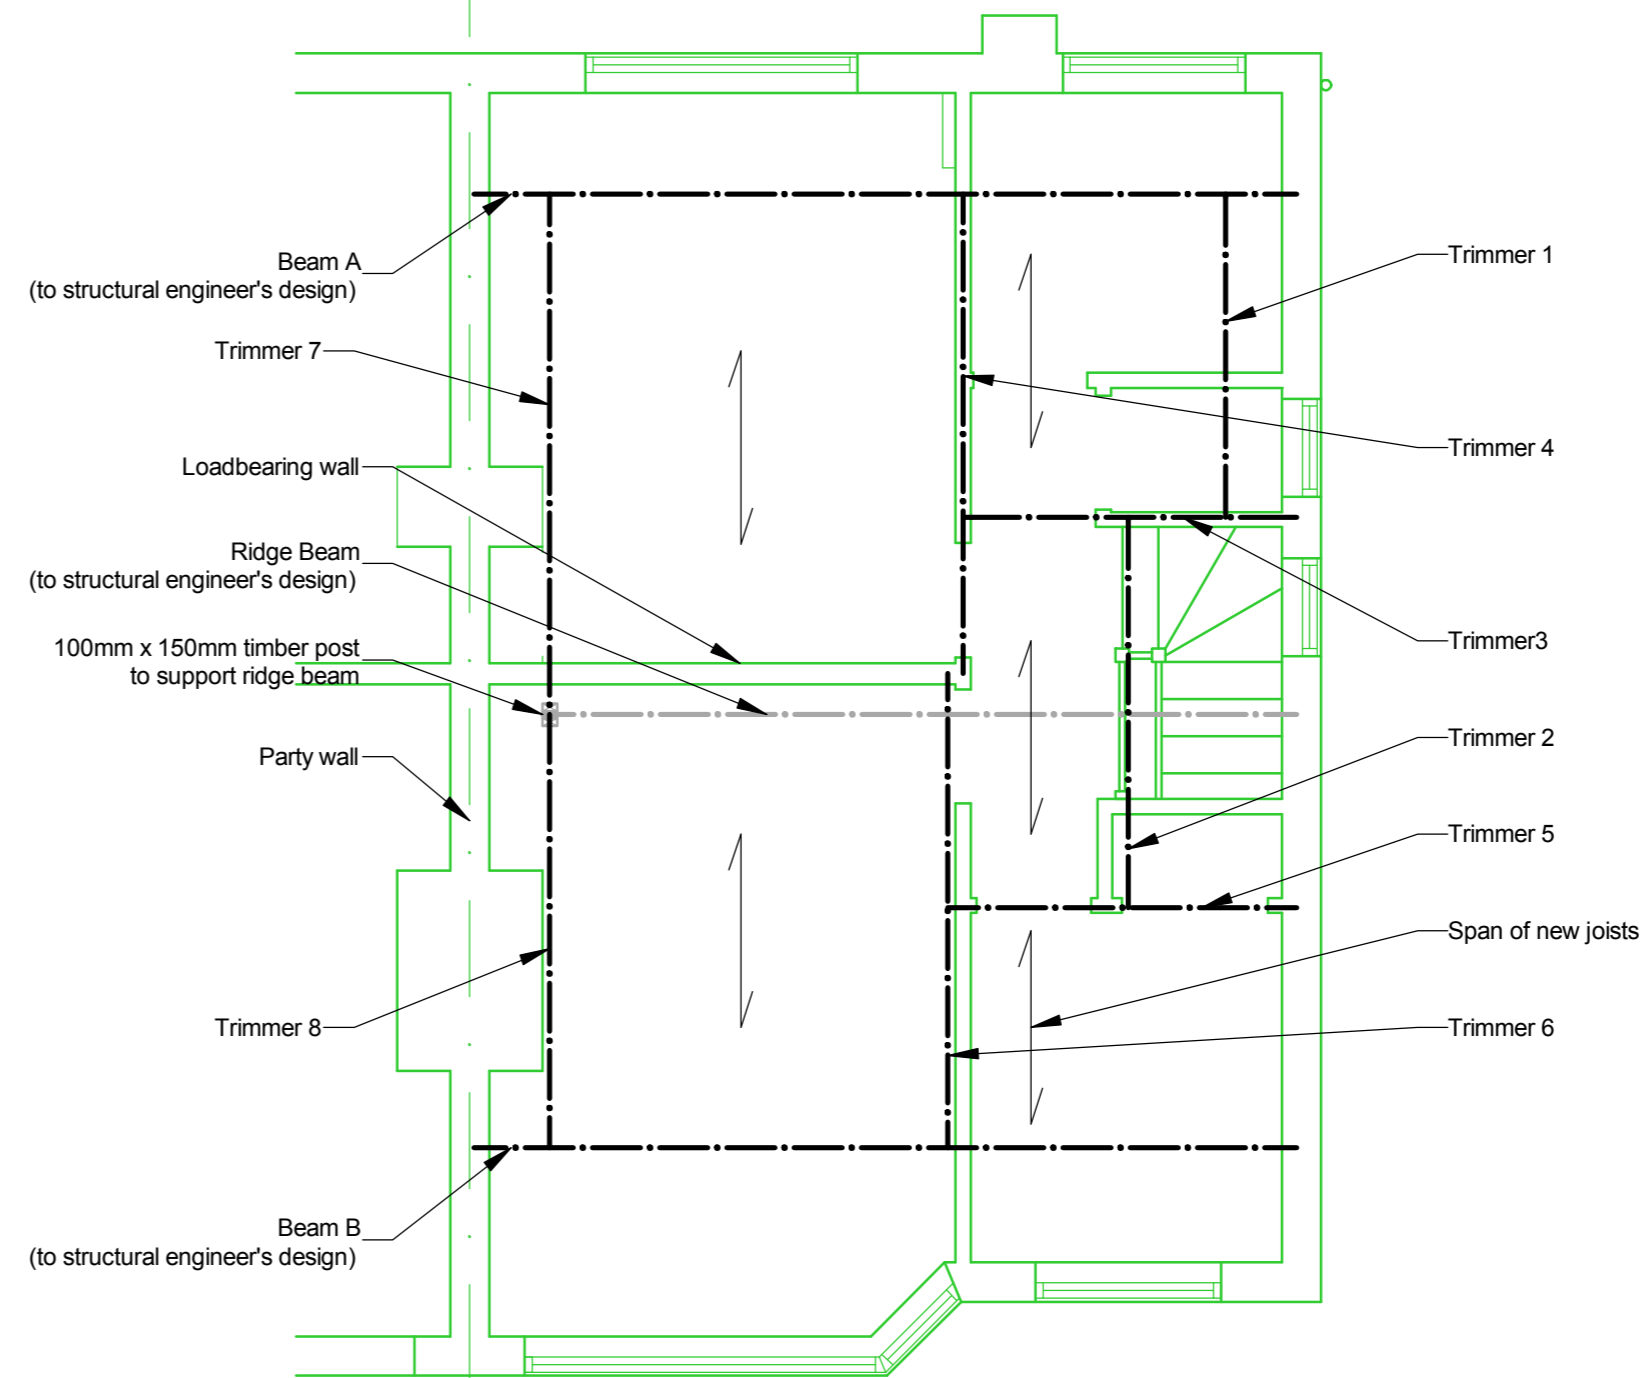 Beam A
(to structural engineer's design)
Trimmer 7
Loadbearing wall
Ridge Beam
(to structural engineer's design)
100mm x 150mm timber post
to support ridge beam
Party wall
Trimmer 8
Beam B
(to structural engineer's design)
Trimmer 1
Trimmer 4
Trimmer3
Trimmer 2
Trimmer 5
Span of new joists
Trimmer 6